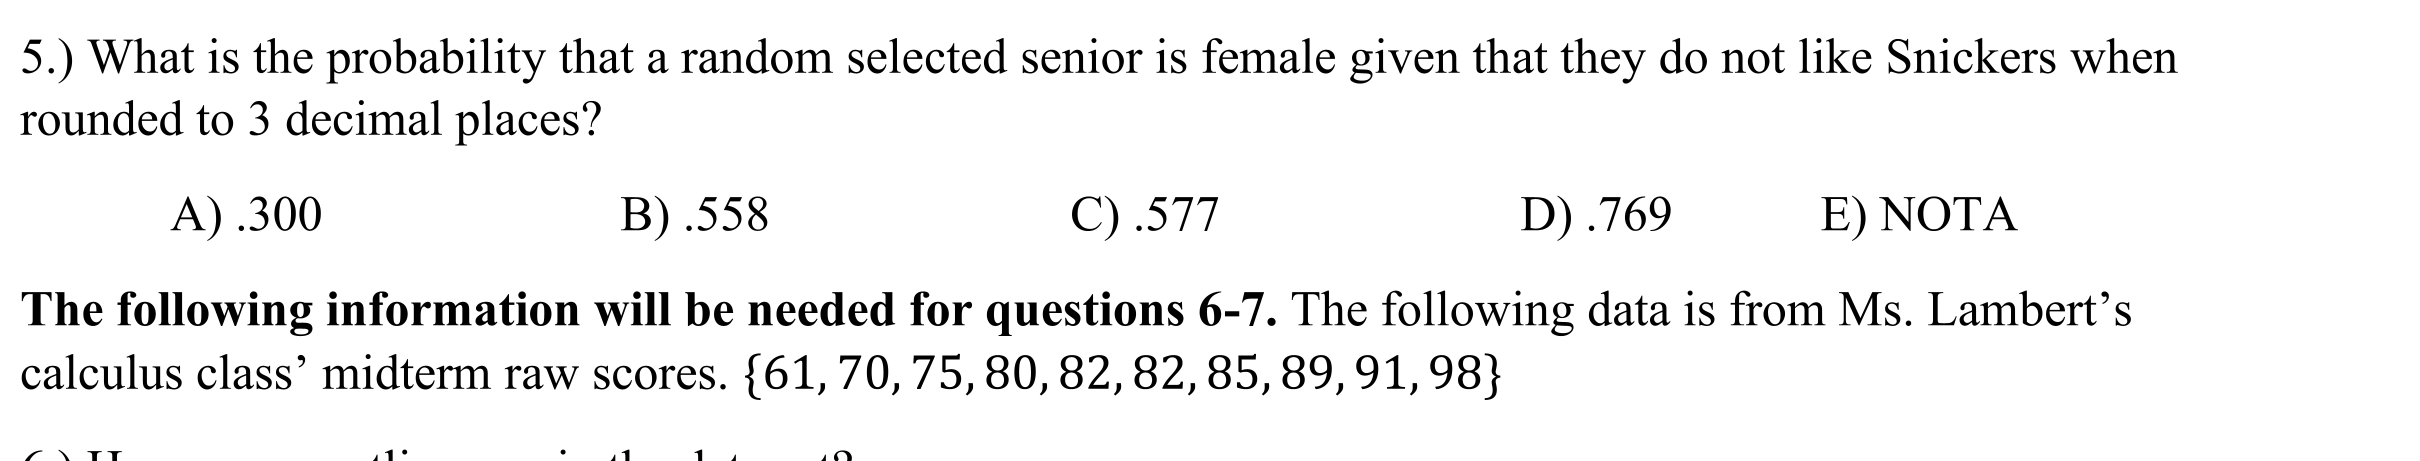 5.) What is the probability that a random selected senior is female given that they do not like Snickers when
rounded to 3 decimal places?
A) .300 B) .558 C) .577 D) .769 E) NOTA
The following information will be needed for questions 6-7. The following data is from Ms. Lambert’s
calculus class’ midterm raw scores. {61, 70, 75, 80, 82, 82, 85, 89, 91, 98}